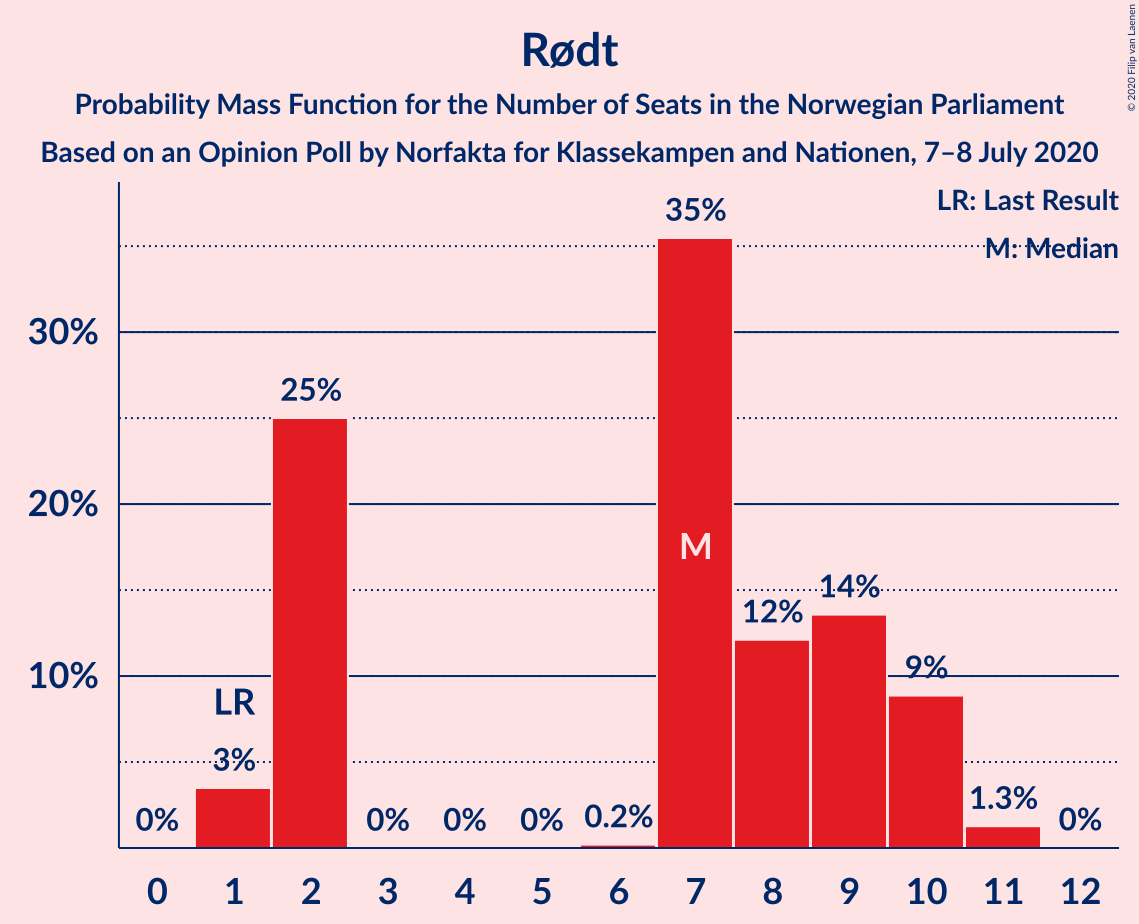 Rødt
Probability Mass Function for the Number of Seats in the Norwegian Parliament
Based on an Opinion Poll by Norfakta for Klassekampen and Nationen, 7–8 July 2020
© 2020 Filip van Laenen
LR: Last Result
M: Median
30%
20%
10%
0%
LR
3%
25%
0%
0%
0%
0.2%
35%
M
12%
14%
9%
1.3%
0%
0 1 2 3 4 5 6 7 8 9 10 11 12